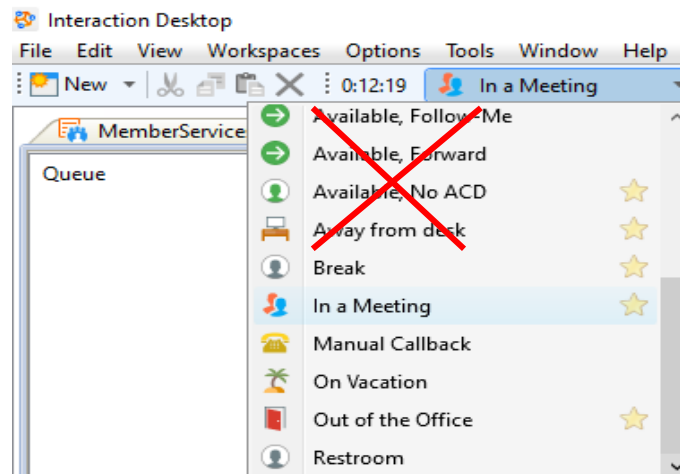 Interaction Desktop
File Edit View Workspaces Options Tools Window Help
New 0:12:19 In a Meeting
MemberService
Available, Follow-Me
Available, Forward
Queue
Available, No ACD
Away from desk
Break
In a Meeting
Manual Callback
On Vacation
Out of the Office
Restroom